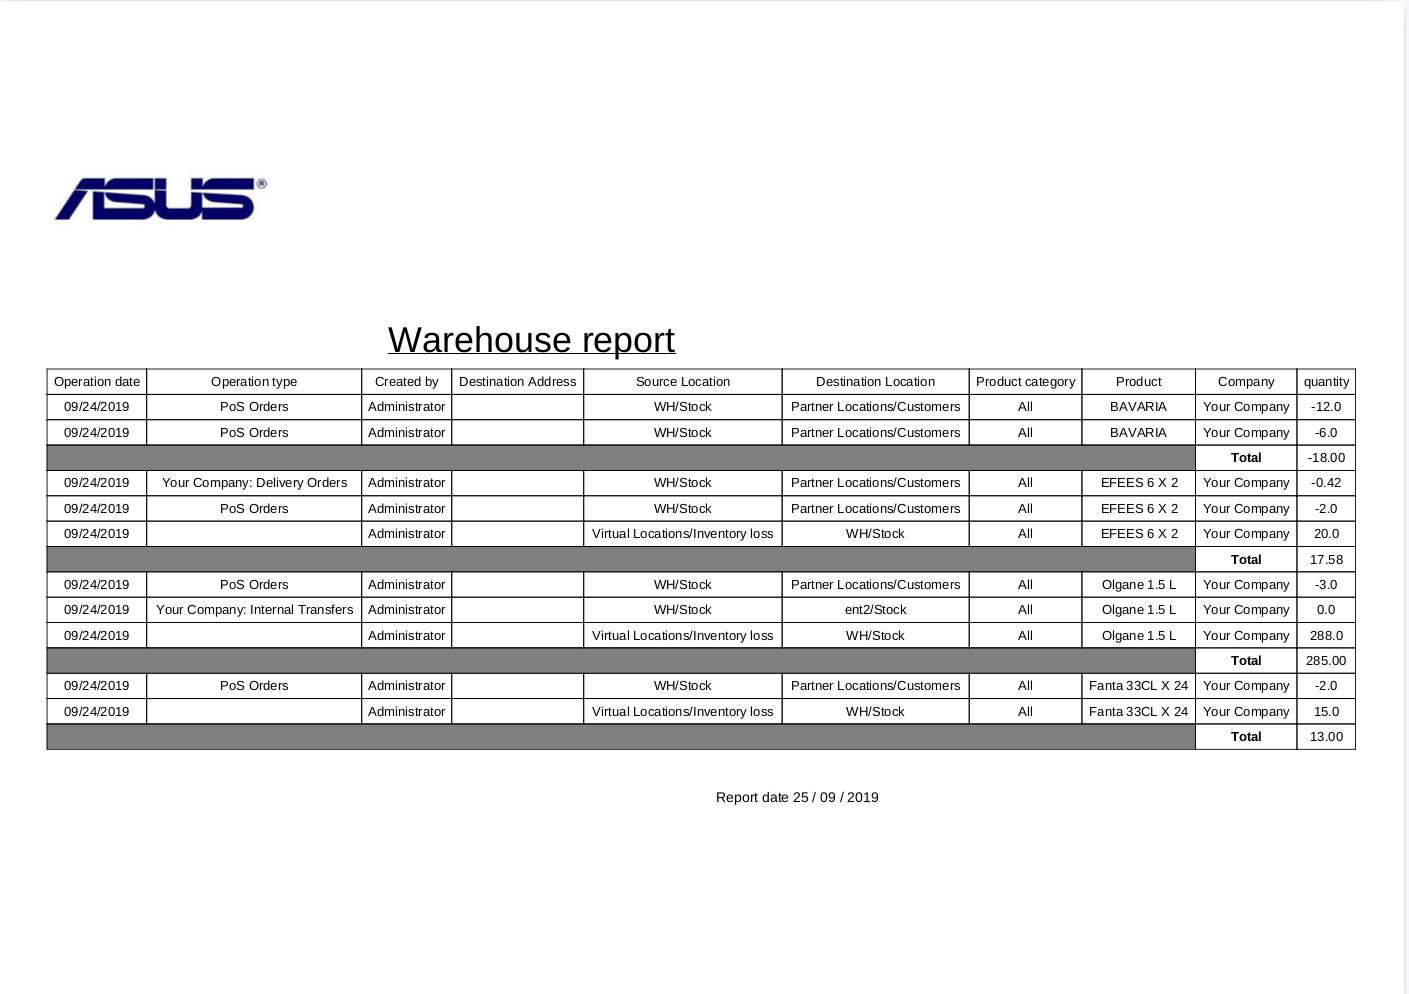 ASUS®
Warehouse report
Operation date Operation type Created by Destination Address Source Location Destination Location Product category Product Company quantity
09/24/2019 PoS Orders Administrator WH/Stock Partner Locations/Customers All BAVARIA Your Company -12.0
09/24/2019 PoS Orders Administrator WH/Stock Partner Locations/Customers All BAVARIA Your Company -6.0
Total -18.00
09/24/2019 Your Company: Delivery Orders Administrator WH/Stock Partner Locations/Customers All EFEES 6 X 2 Your Company -0.42
09/24/2019 PoS Orders Administrator WH/Stock Partner Locations/Customers All EFEES 6 X 2 Your Company -2.0
09/24/2019 Administrator Virtual Locations/Inventory loss WH/Stock All EFEES 6 X 2 Your Company 20.0
Total 17.58
09/24/2019 PoS Orders Administrator WH/Stock Partner Locations/Customers All Olgane 1.5 L Your Company -3.0
09/24/2019 Your Company: Internal Transfers Administrator WH/Stock ent2/Stock All Olgane 1.5 L Your Company 0.0
09/24/2019 Administrator Virtual Locations/Inventory loss WH/Stock All Olgane 1.5 L Your Company 288.0
Total 285.00
09/24/2019 PoS Orders Administrator WH/Stock Partner Locations/Customers All Fanta 33CL X 24 Your Company -2.0
09/24/2019 Administrator Virtual Locations/Inventory loss WH/Stock All Fanta 33CL X 24 Your Company 15.0
Total 13.00
Report date 25 / 09 / 2019